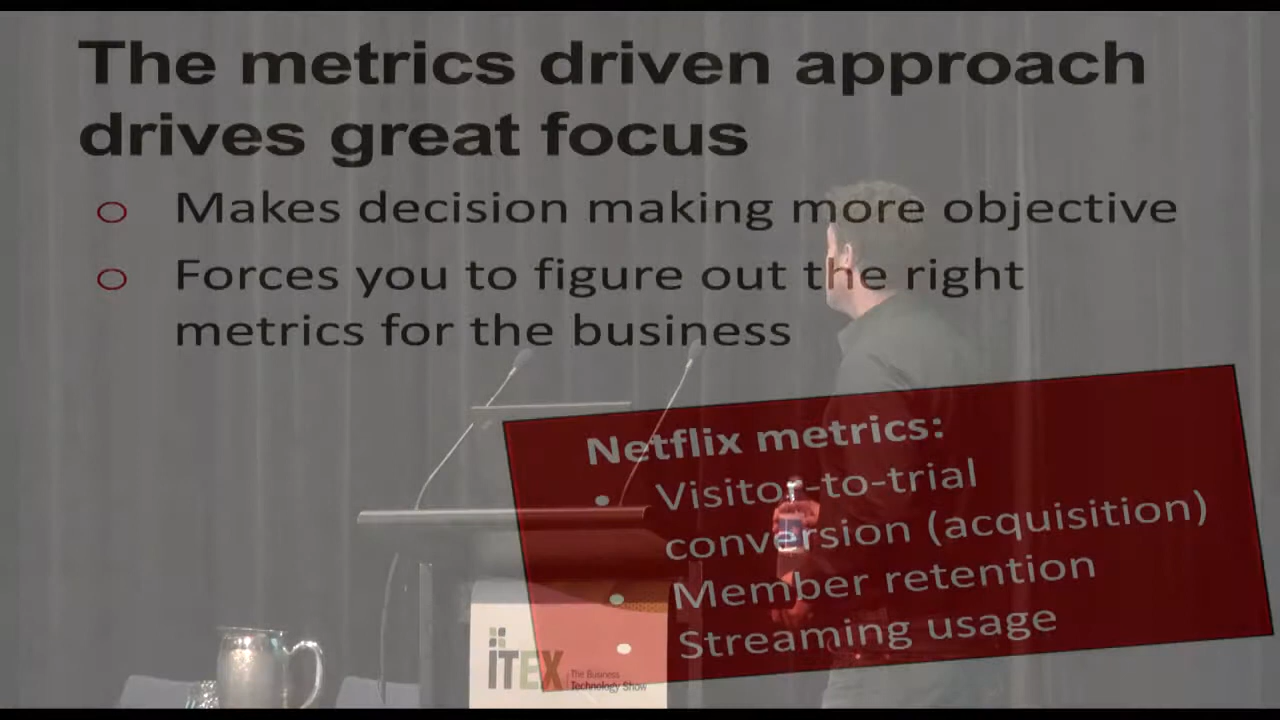 The metrics driven approach
drives great focus
Makes decision making more objective
Forces you to figure out the right
metrics for the business
Netflix metrics:
Visitor-to-trial
conversion (acquisition)
Member retention
Streaming usage
iTEX
The Business
Technology Show